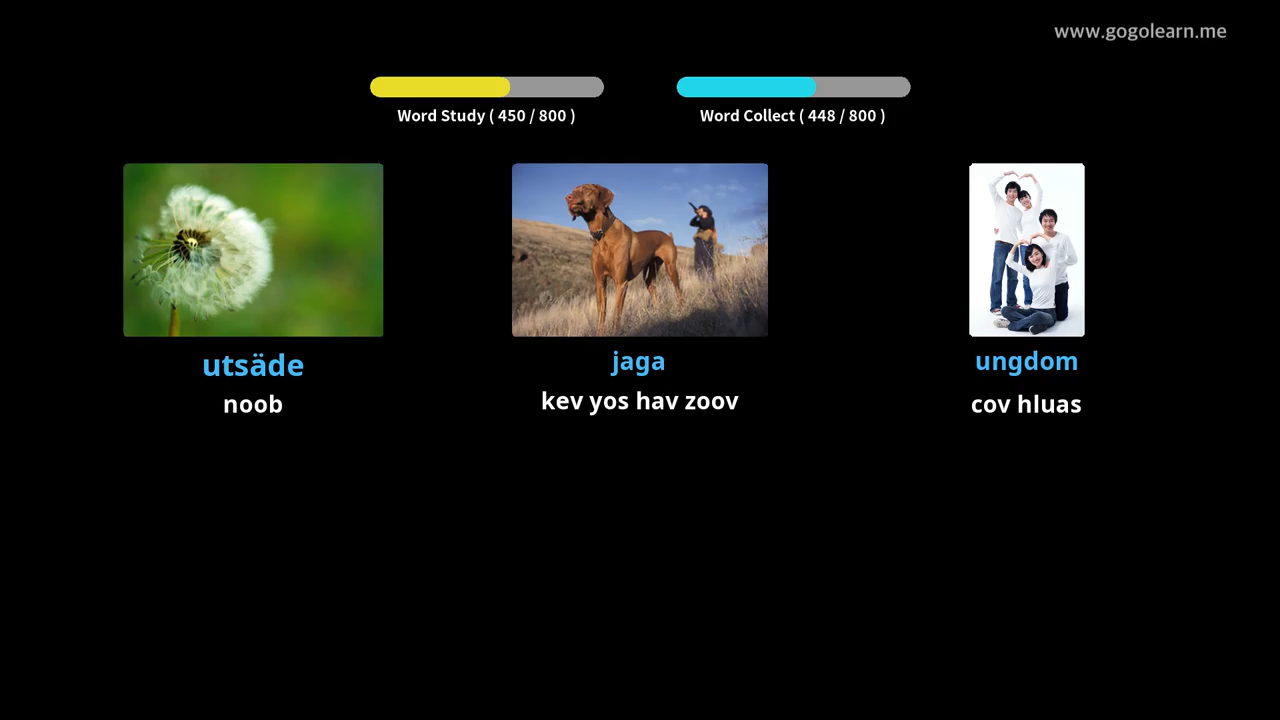 www.gogolearn.me
Word Study ( 450 / 800 )
Word Collect ( 448 / 800 )
utsäde
noob
jaga
kev yos hav zoov
ungdom
cov hluas